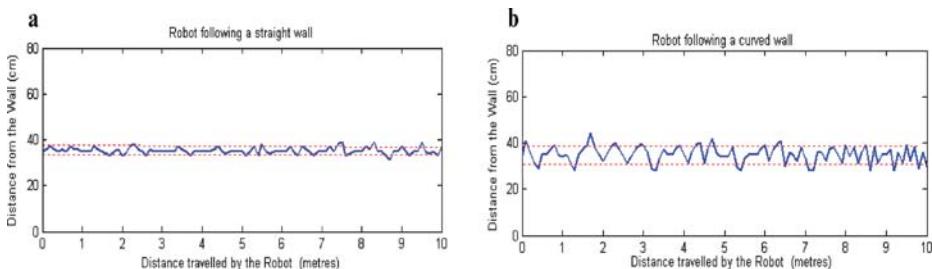 a
Robot following a straight wall
Distance from the Wall (cm)
80
60
40
20
0
0 1 2 3 4 5 6 7 8 9 10
Distance travelled by the Robot (metres)
b
Robot following a curved wall
Distance from the Wall (cm)
80
60
40
20
0
0 1 2 3 4 5 6 7 8 9 10
Distance travelled by the Robot (metres)